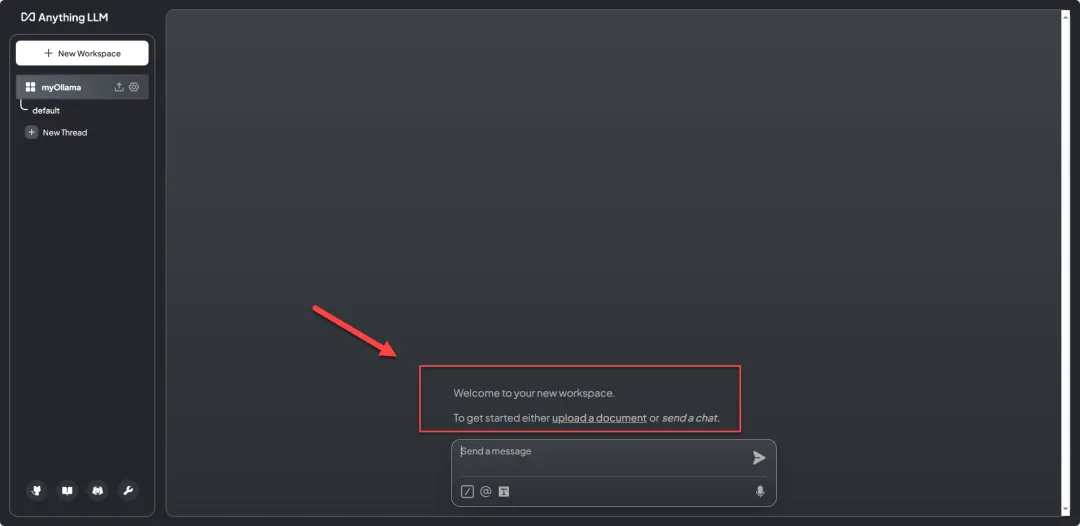 Anything LLM
+ New Workspace
myOllama
default
+ New Thread
Welcome to your new workspace.
To get started either upload a document or send a chat.
Send a message